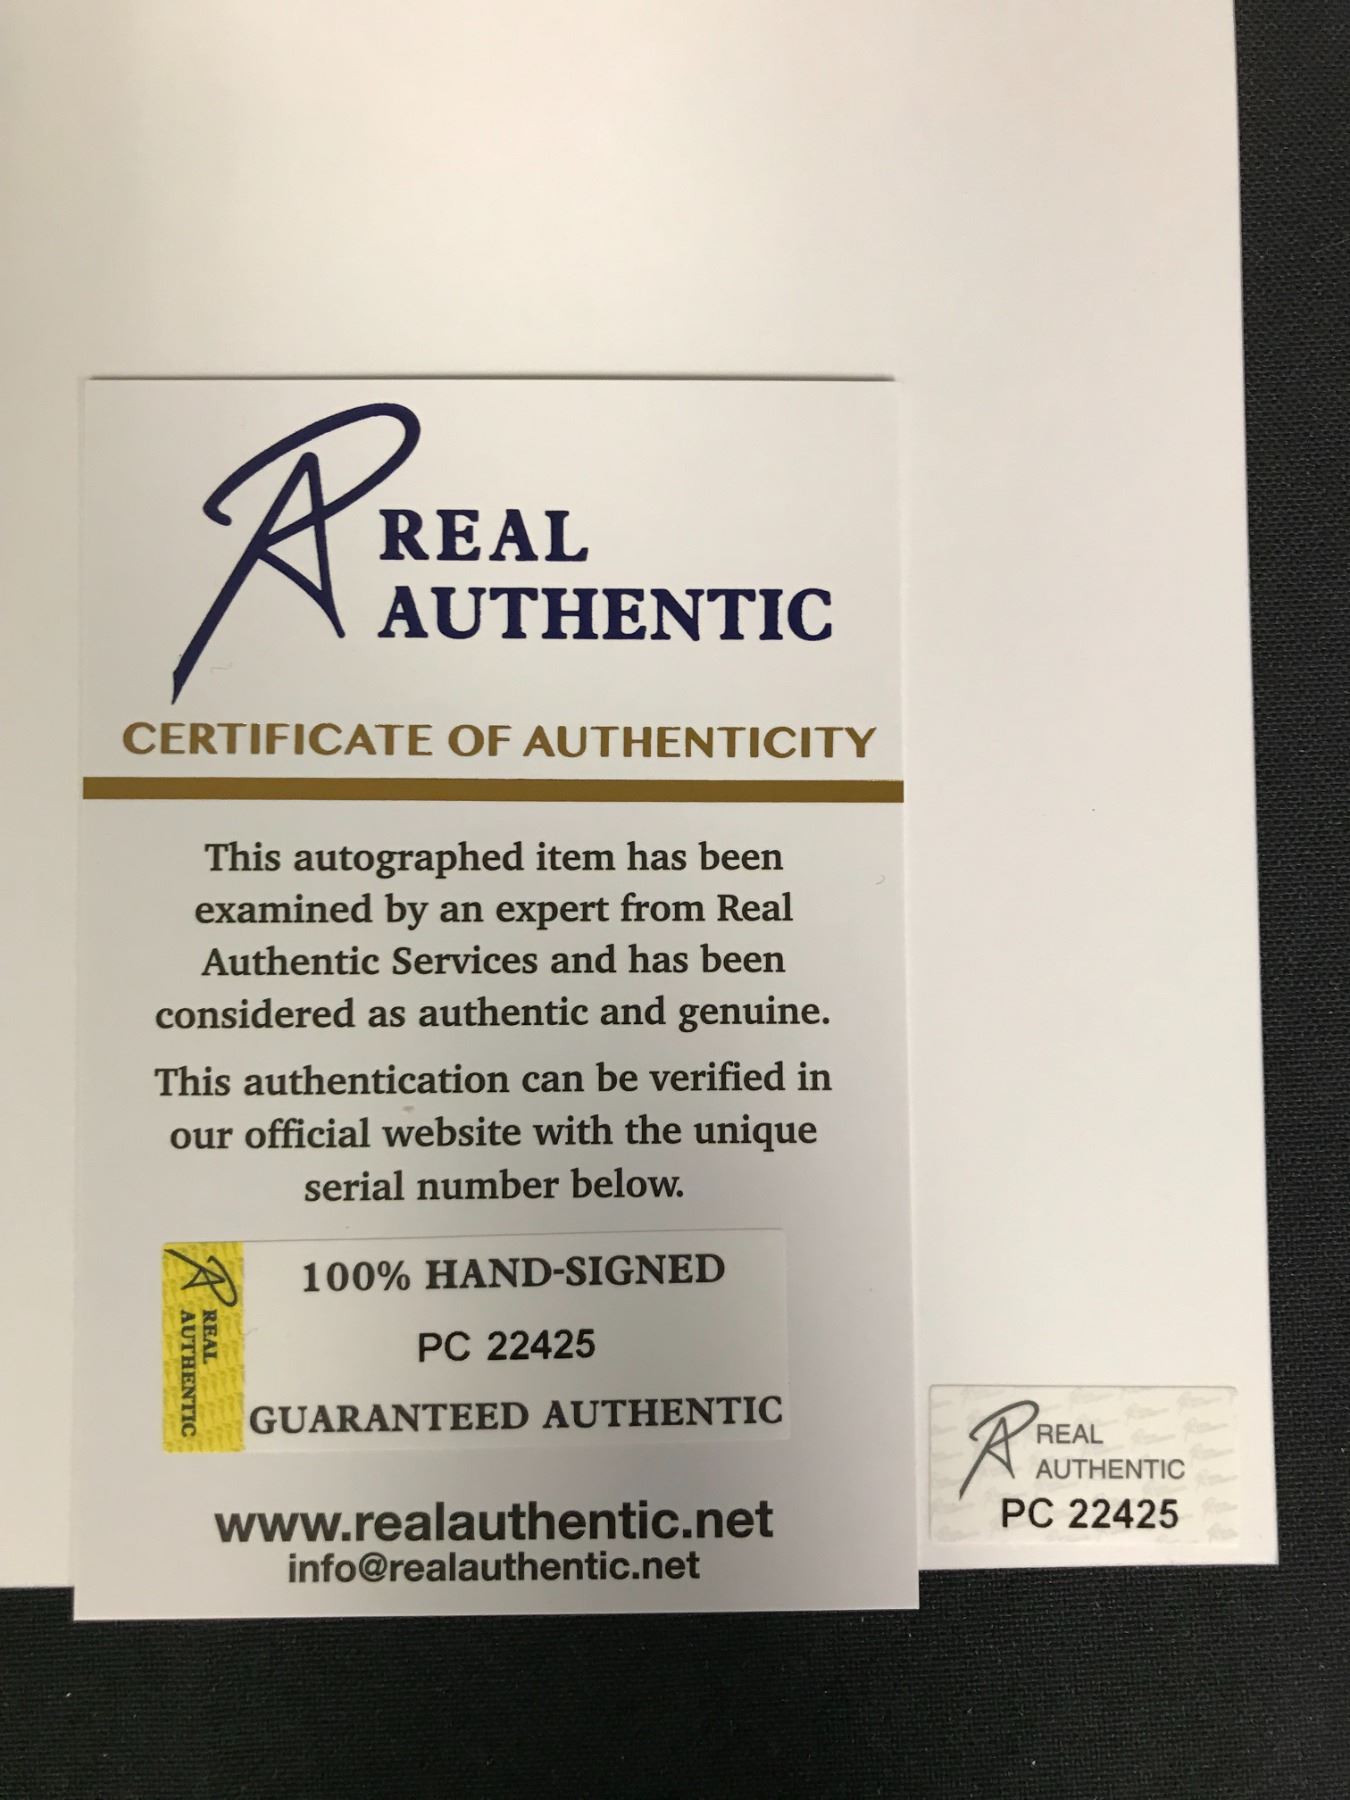 REAL
AUTHENTIC
CERTIFICATE OF AUTHENTICITY
This autographed item has been
examined by an expert from Real
Authentic Services and has been
considered as authentic and genuine.
This authentication can be verified in
our official website with the unique
serial number below.
REAL
AUTHENTIC
100% HAND-SIGNED
PC 22425
GUARANTEED AUTHENTIC
www.realauthentic.net
info@realauthentic.net
REAL
AUTHENTIC
PC 22425